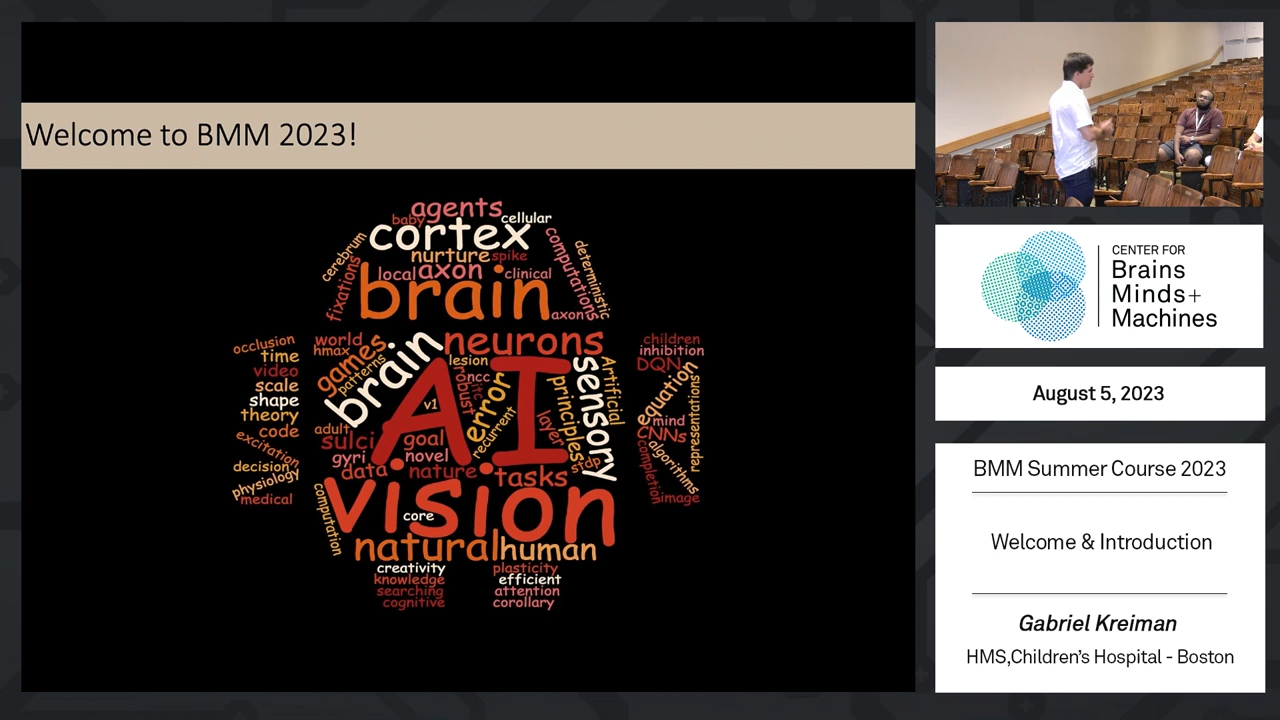 Welcome to BMM 2023!
agents
baby
cellular
cortex
cerebrum
nurture
spike
computations
deterministic
fixations
local
axon
clinical
brain
axon
occlusion
time
video
scale
shape
theory
code
excitation
decision
physiology
medical
world
hmax
games
patterns
brain
neurons
lesion
ncc
itc
robust
v1
AI
error
recurrent
principles
layer
sensory
Artificial
adult
sulci
gyri
goal
novel
data
nature
tasks
stdp
children
inhibition
DQN
equation
mind
CNNs
representations
algorithms
completion
image
computation
vision
core
natural
human
creativity
knowledge
searching
cognitive
plasticity
efficient
attention
corollary
CENTER FOR
Brains
Minds+
Machines
August 5, 2023
BMM Summer Course 2023
Welcome & Introduction
Gabriel Kreiman
HMS,Children's Hospital - Boston